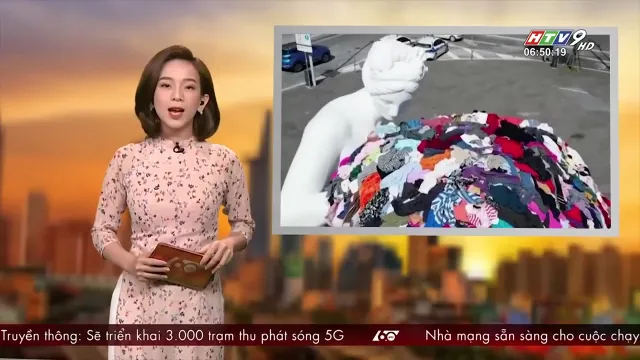 HTV9 HD
06:50:19
Truyền thông: Sẽ triển khai 3.000 trạm thu phát sóng 5G
60
Nhà mạng sẵn sàng cho cuộc chạy